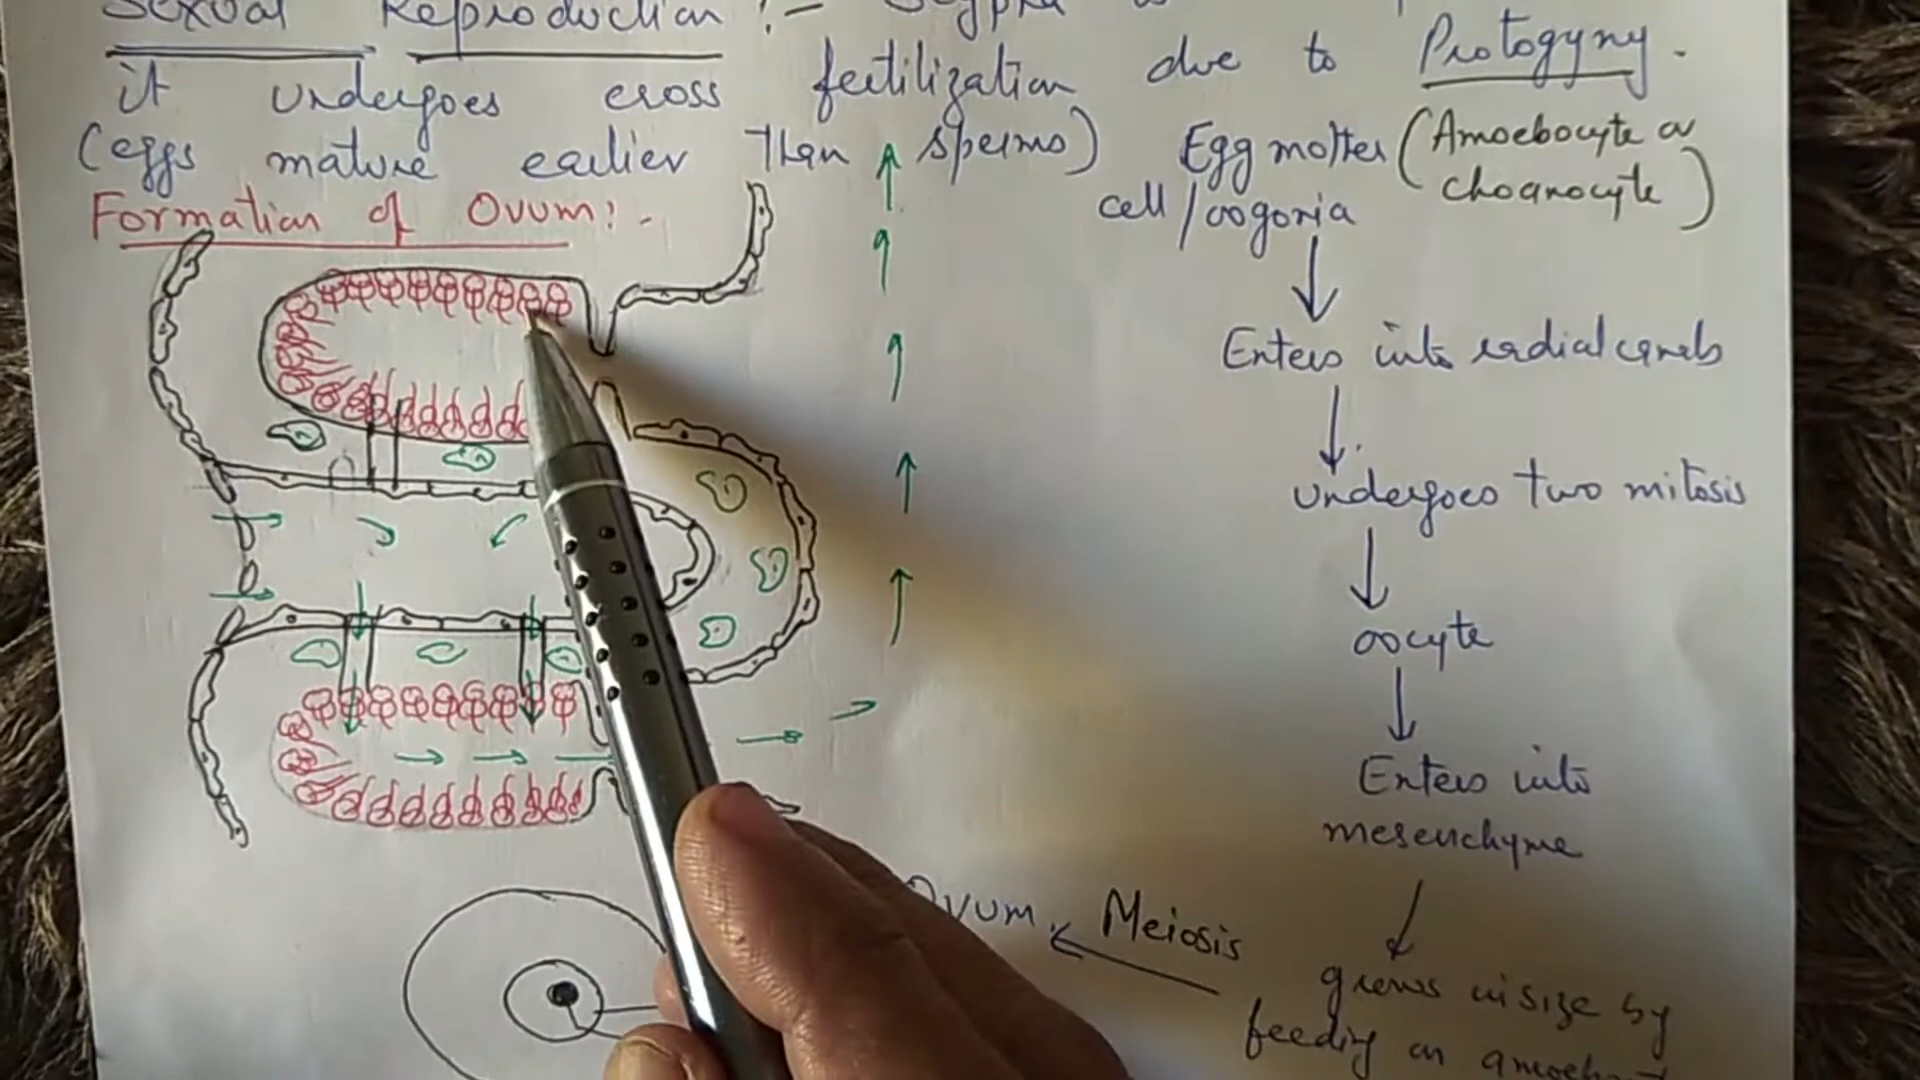 Sexual Reproduction :-
it undergoes cross fertilization due to Protogyny.
(eggs mature earlier than sperms)
Formation of Ovum :-
Egg mother (Amoebocyte or
cell/oogonia choanocyte)
Enters into radial canals
undergoes two mitosis
oocyte
Enters into
mesenchyme
grows in size by
feeding on
Meiosis
Ovum